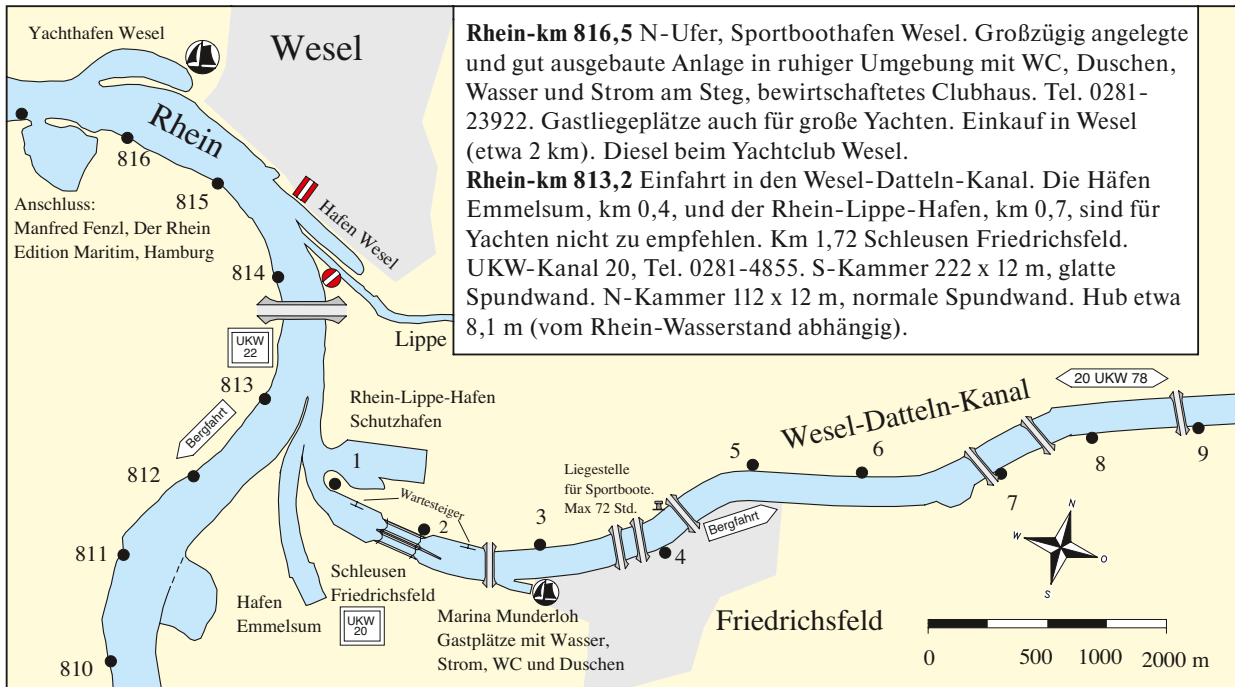 Yachthafen Wesel
Wesel
Rhein-km 816,5 N-Ufer, Sportboothafen Wesel. Großzügig angelegte
und gut ausgebaute Anlage in ruhiger Umgebung mit WC, Duschen,
Wasser und Strom am Steg, bewirtschaftetes Clubhaus. Tel. 0281-
23922. Gastliegeplätze auch für große Yachten. Einkauf in Wesel
(etwa 2 km). Diesel beim Yachtclub Wesel.
Rhein-km 813,2 Einfahrt in den Wesel-Datteln-Kanal. Die Häfen
Emmelsum, km 0,4, und der Rhein-Lippe-Hafen, km 0,7, sind für
Yachten nicht zu empfehlen. Km 1,72 Schleusen Friedrichsfeld.
UKW-Kanal 20, Tel. 0281-4855. S-Kammer 222 x 12 m, glatte
Spundwand. N-Kammer 112 x 12 m, normale Spundwand. Hub etwa
8,1 m (vom Rhein-Wasserstand abhängig).
Rhein
816
815
Anschluss:
Manfred Fenzl, Der Rhein
Edition Maritim, Hamburg
Hafen Wesel
814
Lippe
UKW
22
813
Bergfahrt
Rhein-Lippe-Hafen
Schutzhafen
20 UKW 78
Wesel-Datteln-Kanal
812
1
Wartesteiger
2
3
Liegestelle
für Sportboote.
Max 72 Std.
4
5
6
7
8
9
Bergfahrt
811
810
Hafen
Emmelsum
Schleusen
Friedrichsfeld
UKW
20
Marina Munderloh
Gastplätze mit Wasser,
Strom, WC und Duschen
Friedrichsfeld
N
W
O
S
0 500 1000 2000 m